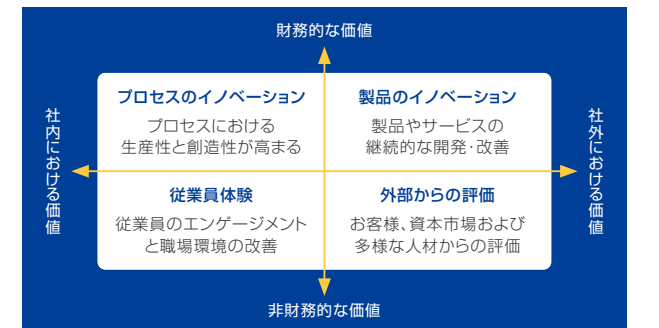 財務的な価値
社内における価値
プロセスのイノベーション
プロセスにおける
生産性と創造性が高まる
製品のイノベーション
製品やサービスの
継続的な開発・改善
社外における価値
従業員体験
従業員のエンゲージメント
と職場環境の改善
外部からの評価
お客様、資本市場および
多様な人材からの評価
非財務的な価値